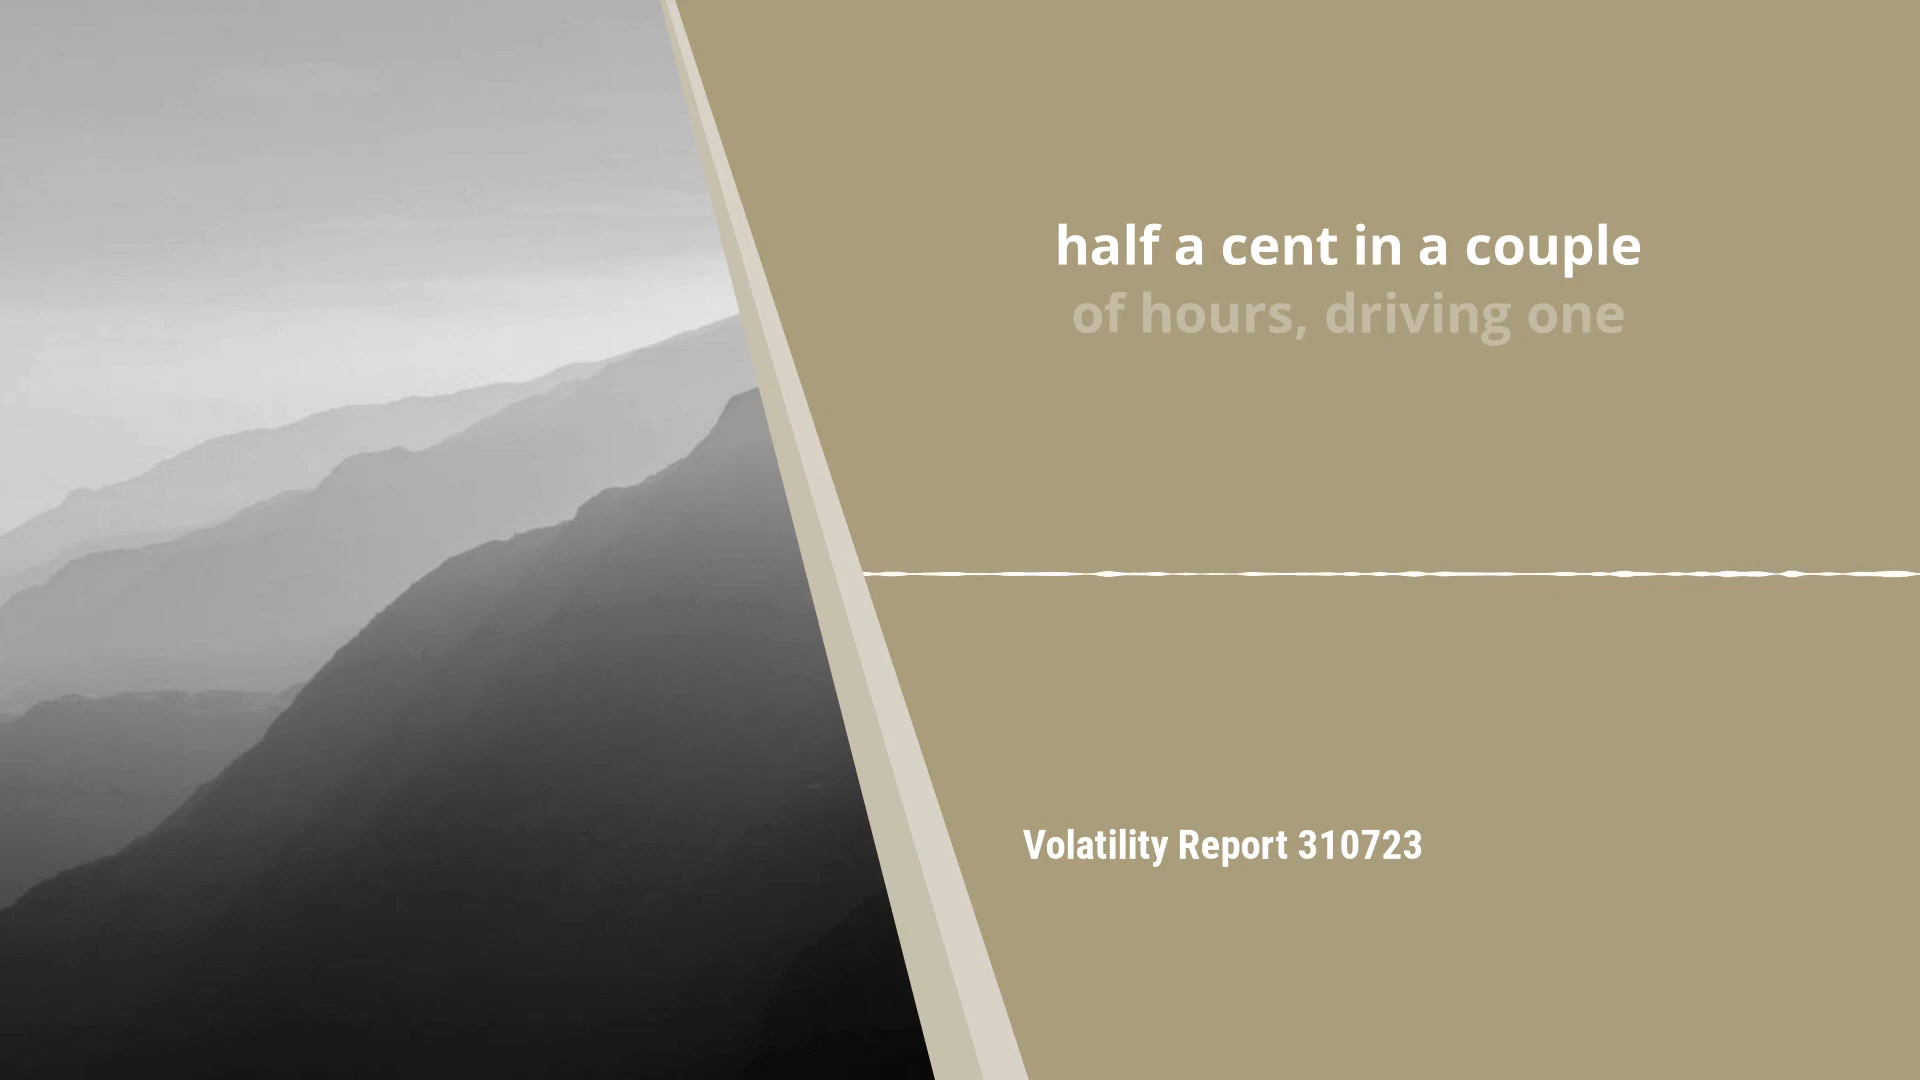 half a cent in a couple
of hours, driving one
Volatility Report 310723